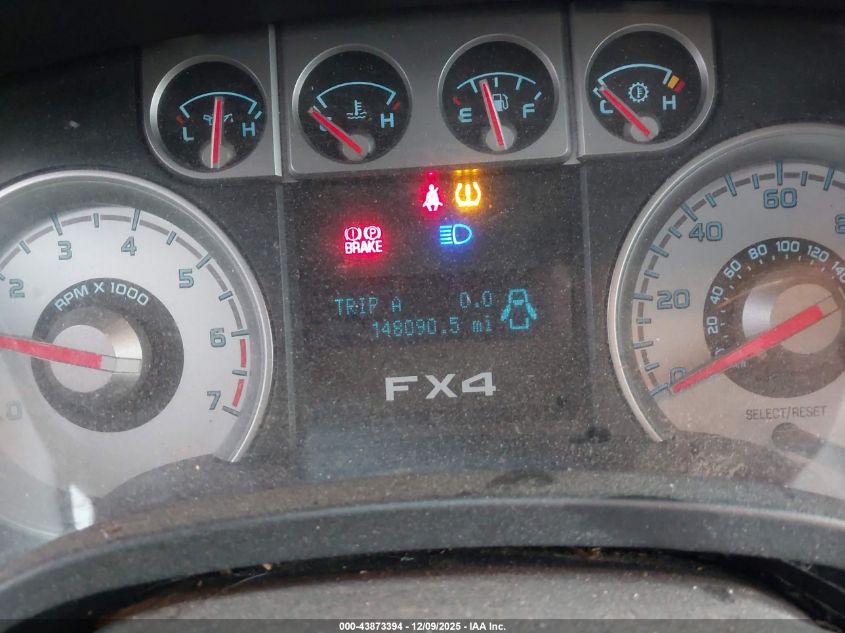 L H
C H
E F
C H
BRAKE
TRIP A 0.0
148090.5 mi
FX4
0 2 3 4 5 6 7
RPM X 1000
0 20 40 60
20 40 60 80 100 120 140
SELECT/RESET
000-43873394 - 12/09/2025 - IAA Inc.